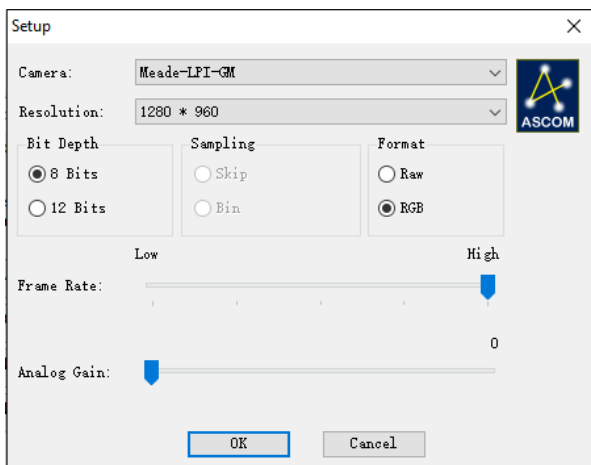 Setup
Camera: Meade-LPI-GM
ASCOM
Resolution: 1280 * 960
Bit Depth Sampling Format
8 Bits Skip Raw
12 Bits Bin RGB
Low High
Frame Rate:
0
Analog Gain:
OK Cancel